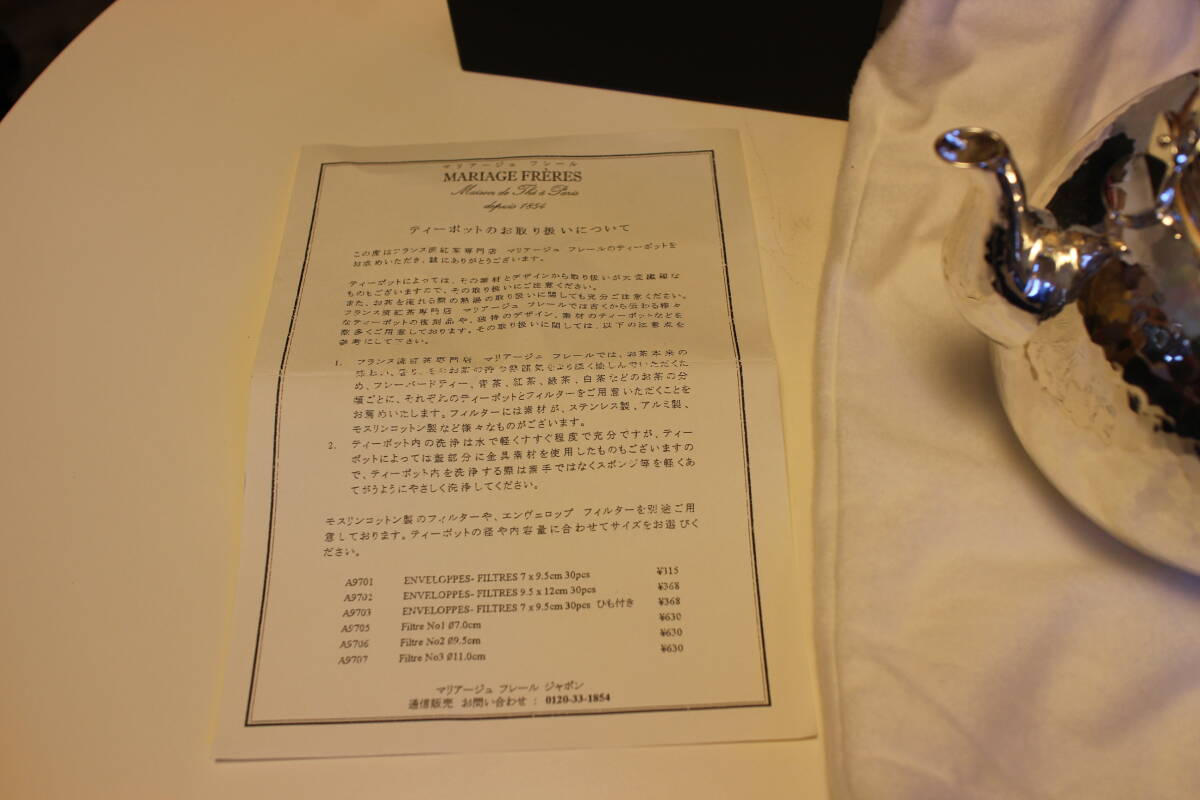 マリアージュ フレール
MARIAGE FRÈRES
Maison de Thé à Paris
depuis 1854
ティーポットのお取り扱いについて
この度はフランス流紅茶専門店 マリアージュ フレールのティーポットを
お求めいただき、誠にありがとうございます。
ティーポットによっては、その素材とデザインから取り扱いが大変繊細な
ものもございますので、その取り扱いにご注意ください。
また、お茶を淹れる際の熱湯の取り扱いに関しても充分ご注意ください。
フランス流紅茶専門店 マリアージュ フレールでは古くから伝わる様々
なティーポットの復刻品や、独特のデザイン、素材のティーポットなどを
数多くご用意しております。その取り扱いに関しては、以下の注意点を
参考にして下さい。
1. フランス流紅茶専門店 マリアージュ フレールでは、お茶本来の
味わい、香り、そのお茶の持つ雰囲気をより深く愉しんでいただくた
め、フレーバードティー、青茶、紅茶、緑茶、白茶などのお茶の分
類ごとに、それぞれのティーポットとフィルターをご用意いただくことを
お薦めいたします。フィルターには素材が、ステンレス製、アルミ製、
モスリンコットン製など様々なものがございます。
2. ティーポット内の洗浄は水で軽くすすぐ程度で充分ですが、ティー
ポットによっては蓋部分に金具素材を使用したものもございますの
で、ティーポット内を洗浄する際は素手ではなくスポンジ等を軽くあ
てがうようにやさしく洗浄してください。
モスリンコットン製のフィルターや、エンヴェロップ フィルターを別途ご用
意しております。ティーポットの径や内容量に合わせてサイズをお選びく
ださい。
A9701 ENVELOPPES- FILTRES 7 x 9.5cm 30pcs ¥315
A9702 ENVELOPPES- FILTRES 9.5 x 12cm 30pcs ¥368
A9703 ENVELOPPES- FILTRES 7 x 9.5cm 30pcs ひも付き ¥368
A9705 Filtre No1 Ø7.0cm ¥630
A9706 Filtre No2 Ø9.5cm ¥630
A9707 Filtre No3 Ø11.0cm ¥630
マリアージュ フレール ジャポン
通信販売 お問い合わせ : 0120-33-1854